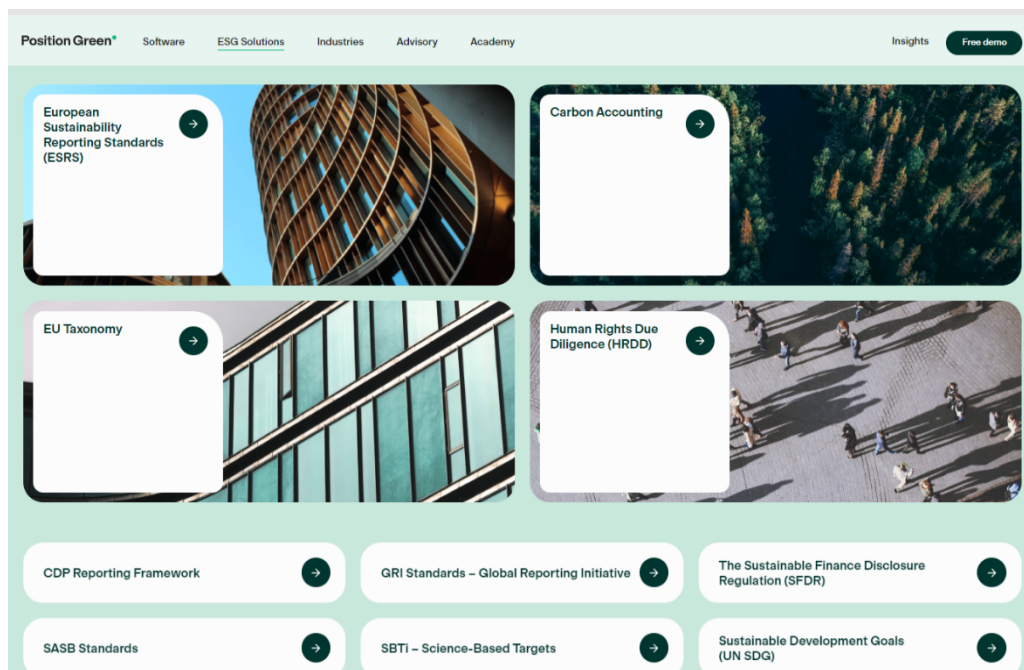 Position Green
Software
ESG Solutions
Industries
Advisory
Academy
Insights
Free demo
European
Sustainability
Reporting Standards
(ESRS)
Carbon Accounting
EU Taxonomy
Human Rights Due
Diligence (HRDD)
CDP Reporting Framework
GRI Standards – Global Reporting Initiative
The Sustainable Finance Disclosure
Regulation (SFDR)
SASB Standards
SBTi – Science-Based Targets
Sustainable Development Goals
(UN SDG)